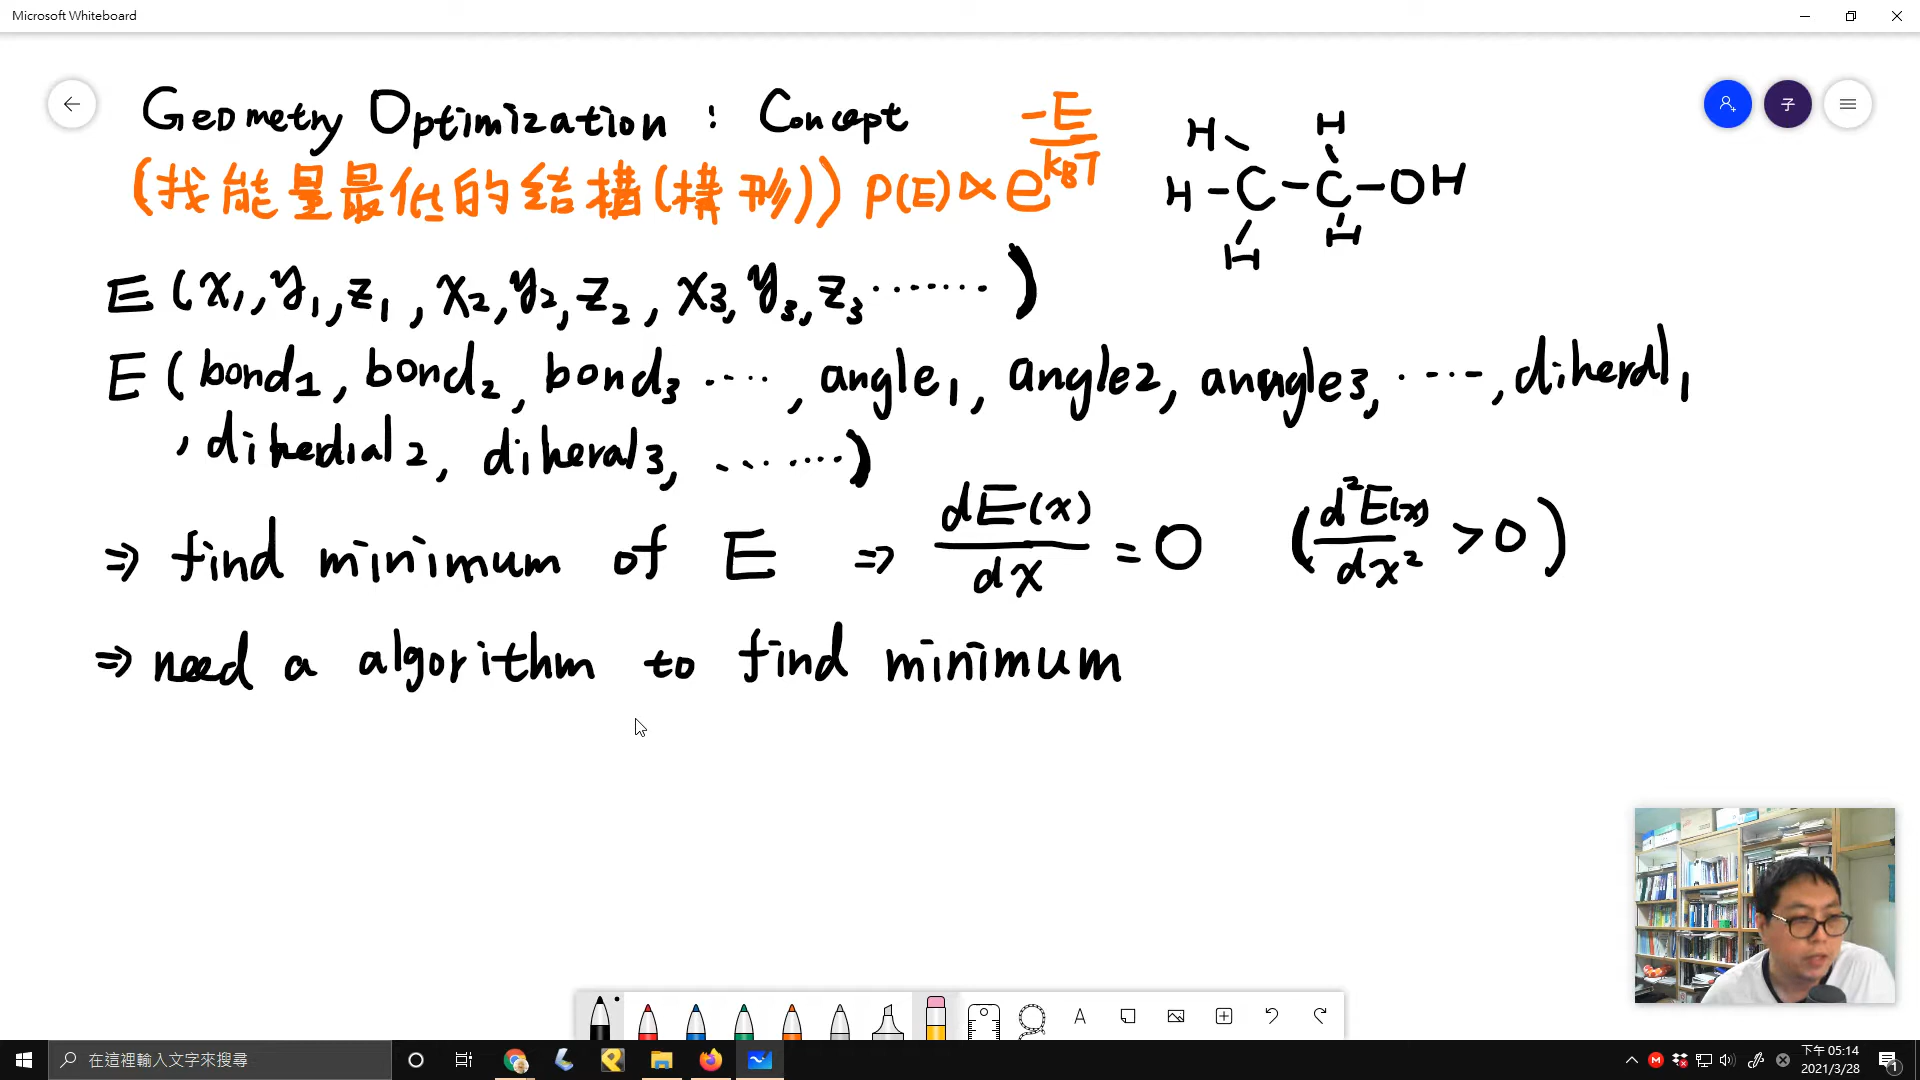 Microsoft Whiteboard
Geometry Optimization : Concept
(找能量最低的结構(構形)) P(E)∝e^(-E/kBT)
H H
H-C-C-OH
H H
E(x1,y1,z1,x2,y2,z2,x3,y3,z3.......)
E(bond1,bond2,bond3....,angle1,angle2,anngle3,....,diherdl1
,dihedial2,diheral3,.......)
⇒ find minimum of E ⇒ dE(x)/dx = 0 (d²E(x)/dx² > 0)
⇒ need a algorithm to find minimum
子
A
在這裡輸入文字來搜尋
下午 05:14
2021/3/28
1